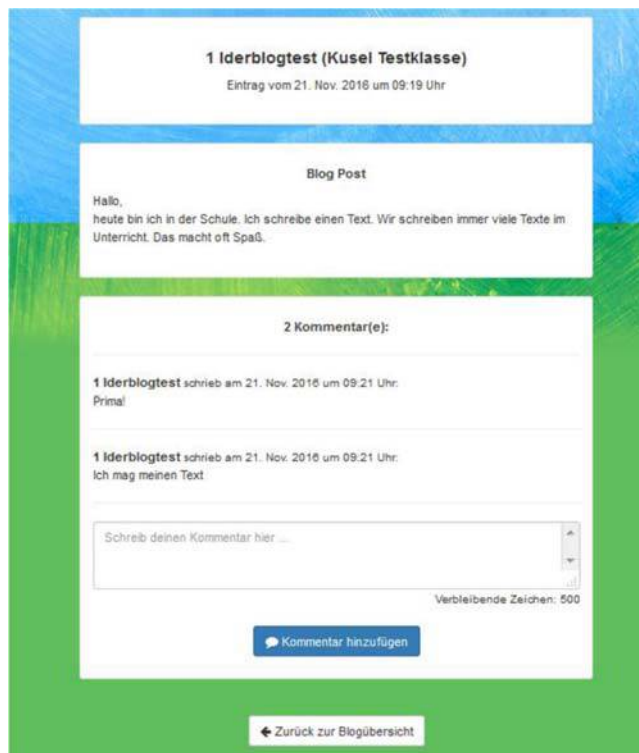 1 Iderblogtest (Kusel Testklasse)
Eintrag vom 21. Nov. 2016 um 09:19 Uhr
Blog Post
Hallo,
heute bin ich in der Schule. Ich schreibe einen Text. Wir schreiben immer viele Texte im
Unterricht. Das macht oft Spaß.
2 Kommentar(e):
1 Iderblogtest schrieb am 21. Nov. 2016 um 09:21 Uhr:
Prima!
1 Iderblogtest schrieb am 21. Nov. 2016 um 09:21 Uhr:
Ich mag meinen Text
Schreib deinen Kommentar hier ...
Verbleibende Zeichen: 500
Kommentar hinzufügen
Zurück zur Blogübersicht